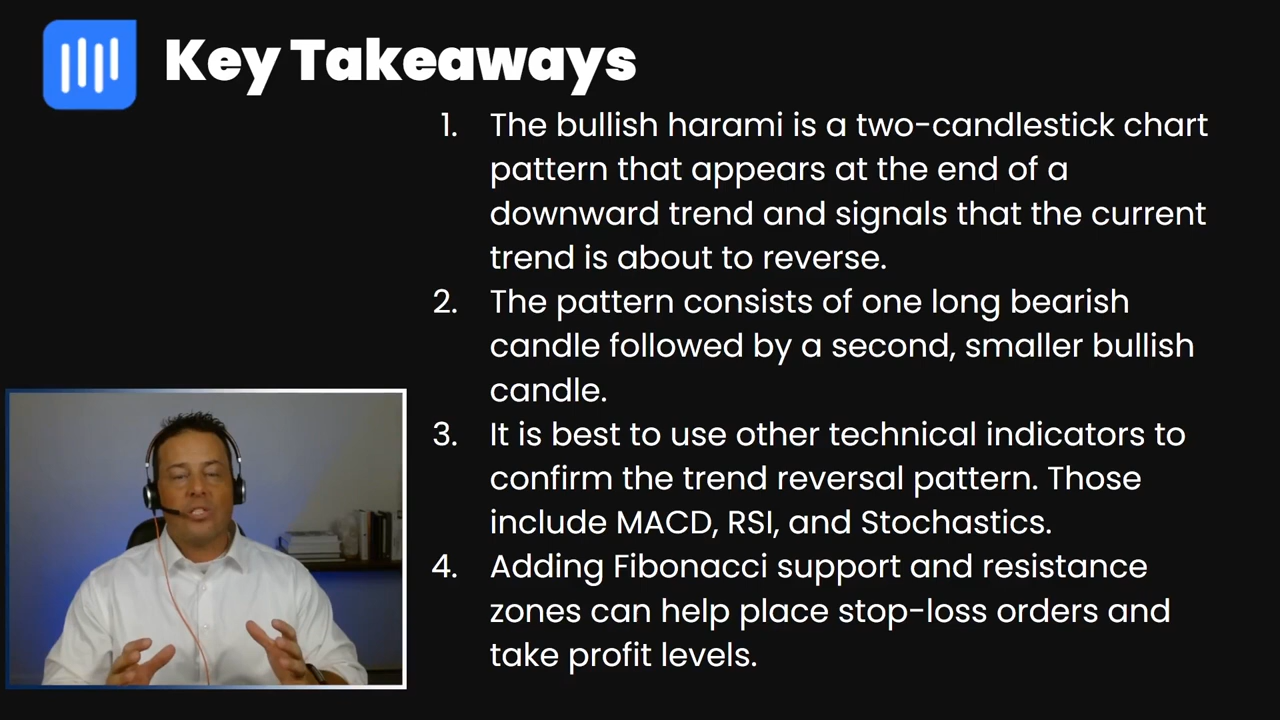 Key Takeaways
1. The bullish harami is a two-candlestick chart
pattern that appears at the end of a
downward trend and signals that the current
trend is about to reverse.
2. The pattern consists of one long bearish
candle followed by a second, smaller bullish
candle.
3. It is best to use other technical indicators to
confirm the trend reversal pattern. Those
include MACD, RSI, and Stochastics.
4. Adding Fibonacci support and resistance
zones can help place stop-loss orders and
take profit levels.